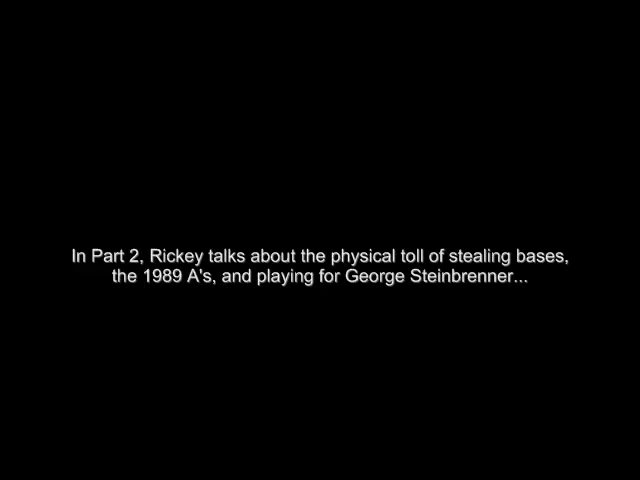 In Part 2, Rickey talks about the physical toll of stealing bases,
the 1989 A's, and playing for George Steinbrenner...